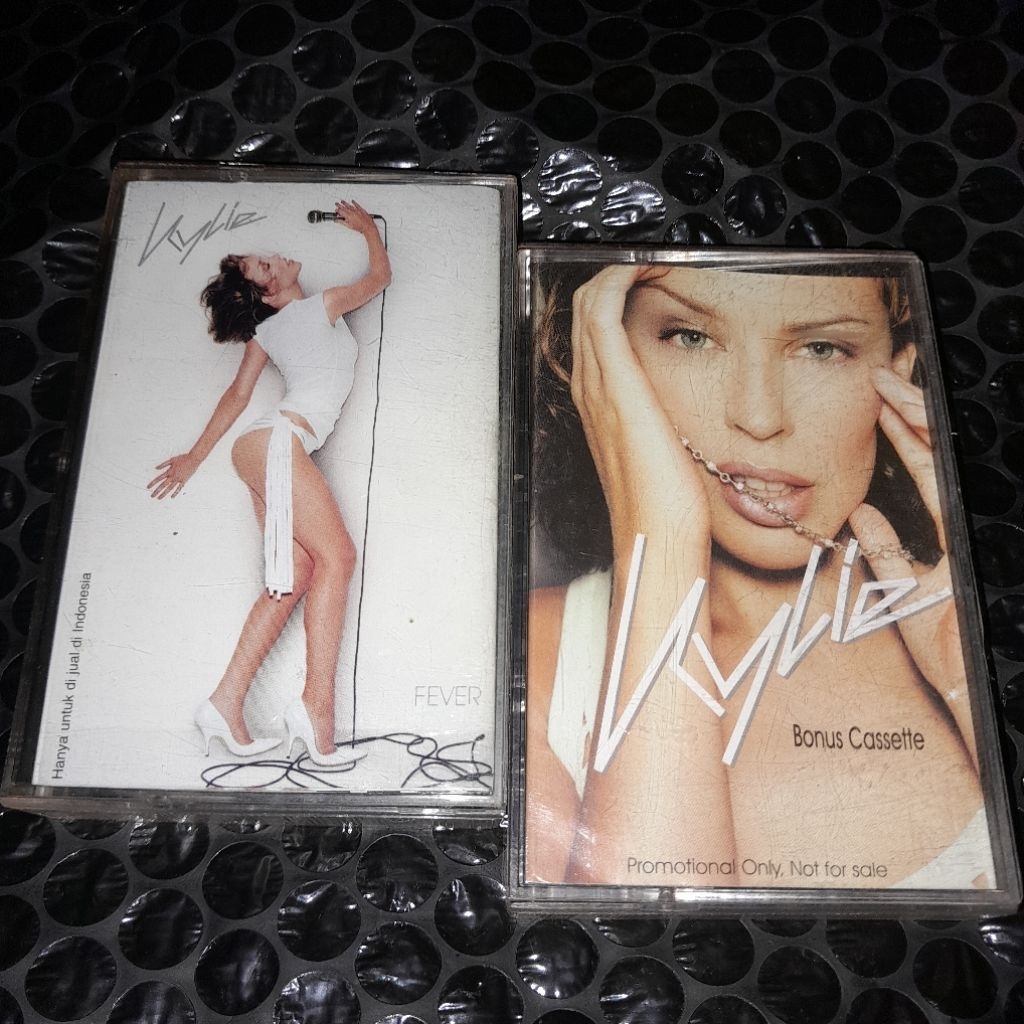 Kylie
Hanya untuk di jual di Indonesia
FEVER
Kylie
Bonus Cassette
Promotional Only, Not for sale